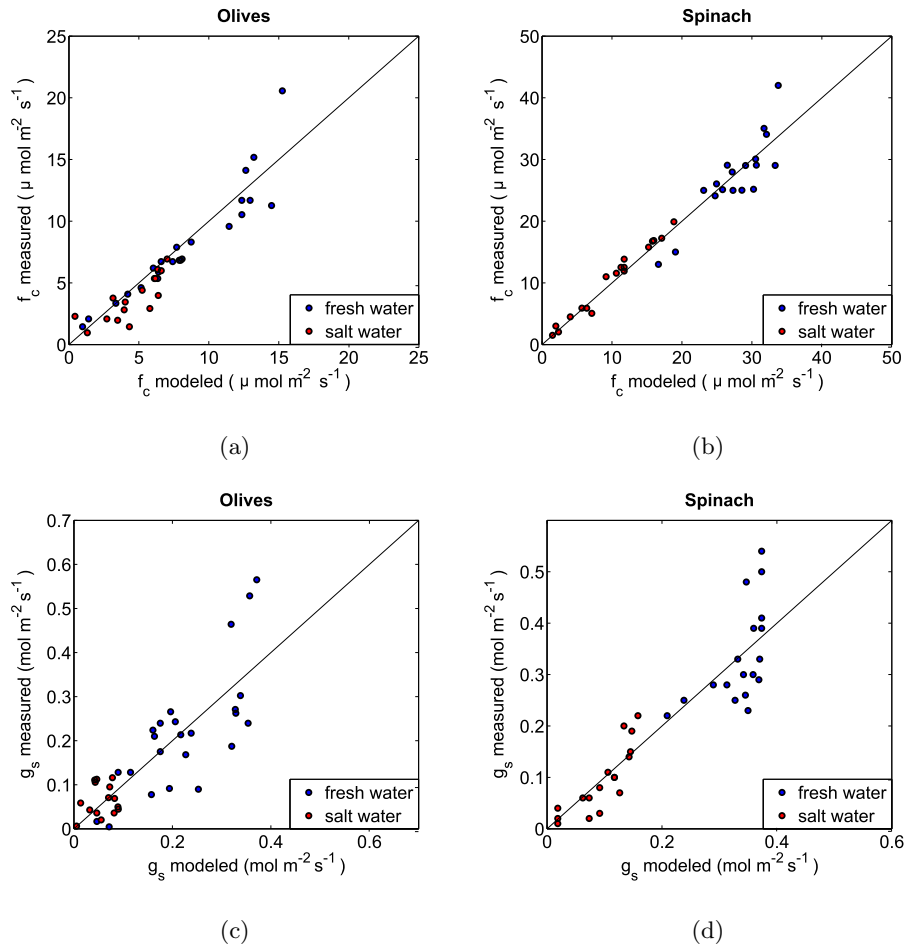 Olives
25
20
15
10
5
0
0 5 10 15 20 25
f_c measured ( μ mol m⁻² s⁻¹ )
f_c modeled ( μ mol m⁻² s⁻¹ )
fresh water
salt water
(a)
Spinach
50
40
30
20
10
0
0 10 20 30 40 50
f_c measured ( μ mol m⁻² s⁻¹ )
f_c modeled ( μ mol m⁻² s⁻¹ )
fresh water
salt water
(b)
Olives
0.7
0.6
0.5
0.4
0.3
0.2
0.1
0
0 0.2 0.4 0.6
g_s measured (mol m⁻² s⁻¹ )
g_s modeled (mol m⁻² s⁻¹ )
fresh water
salt water
(c)
Spinach
0.5
0.4
0.3
0.2
0.1
0
0 0.2 0.4 0.6
g_s measured (mol m⁻² s⁻¹ )
g_s modeled (mol m⁻² s⁻¹ )
fresh water
salt water
(d)